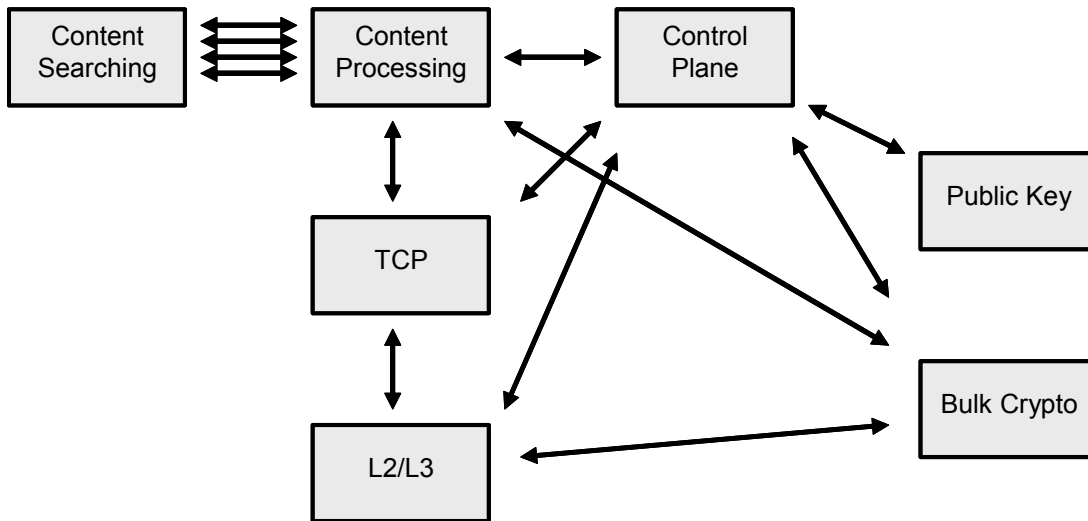 Content
Searching
Content
Processing
Control
Plane
Public Key
TCP
Bulk Crypto
L2/L3